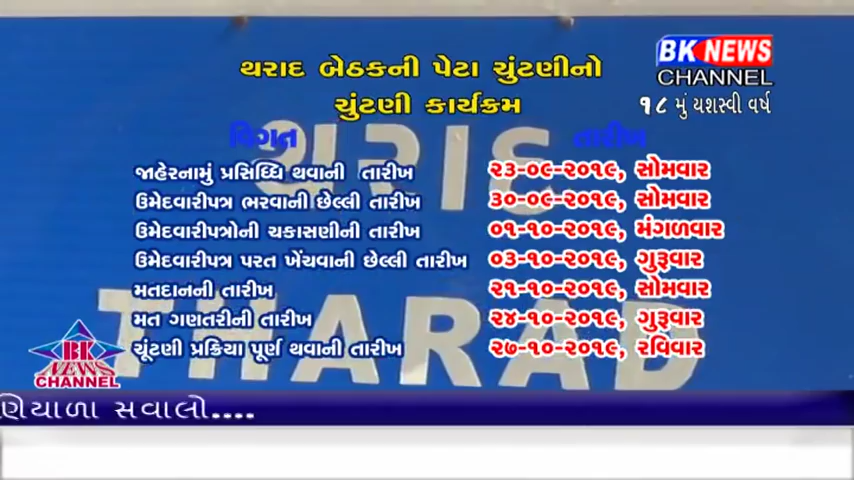 થરાદ બેઠકની પેટા ચુંટણીનો
ચુંટણી કાર્યક્રમ
BK NEWS
CHANNEL
૧૮ મું યશસ્વી વર્ષ
વિગત તારીખ
જાહેરનામું પ્રસિધ્ધિ થવાની તારીખ ૨૩-૦૯-૨૦૧૯, સોમવાર
ઉમેદવારીપત્ર ભરવાની છેલ્લી તારીખ ૩૦-૦૯-૨૦૧૯, સોમવાર
ઉમેદવારીપત્રોની ચકાસણીની તારીખ ૦૧-૧૦-૨૦૧૯, મંગળવાર
ઉમેદવારીપત્ર પરત ખેંચવાની છેલ્લી તારીખ ૦૩-૧૦-૨૦૧૯, ગુરૂવાર
મતદાનની તારીખ ૨૧-૧૦-૨૦૧૯, સોમવાર
મત ગણતરીની તારીખ ૨૪-૧૦-૨૦૧૯, ગુરૂવાર
ચૂંટણી પ્રક્રિયા પૂર્ણ થવાની તારીખ ૨૭-૧૦-૨૦૧૯, રવિવાર
થરાદ
THARAD
BK
NEWS
CHANNEL
ણિયાળા સવાલો....